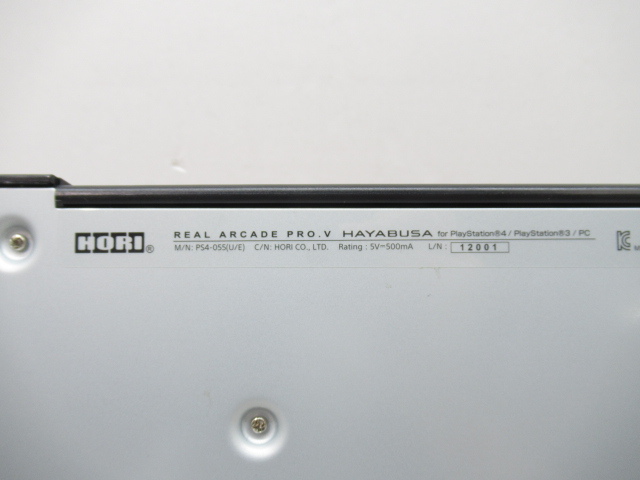 HORI®
REAL ARCADE PRO.V HAYABUSA for PlayStation®4 / PlayStation®3 / PC
M/N: PS4-055(U/E) C/N: HORI CO., LTD. Rating : 5V⎓500mA L/N : 12001
M